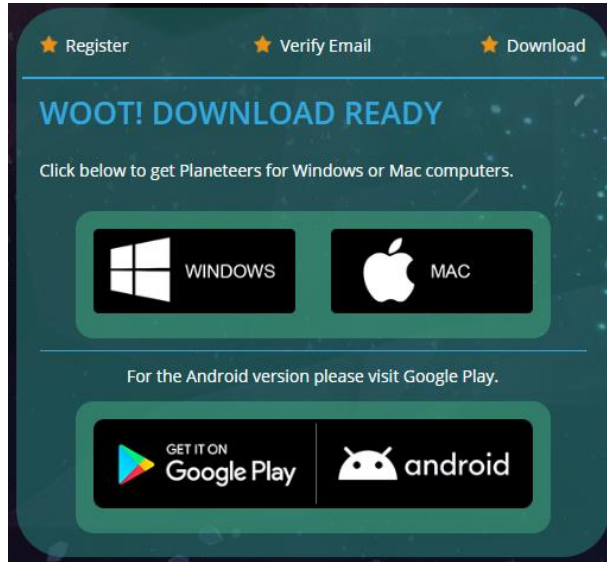 Register Verify Email Download
WOOT! DOWNLOAD READY
Click below to get Planeteers for Windows or Mac computers.
WINDOWS MAC
For the Android version please visit Google Play.
GET IT ON
Google Play android